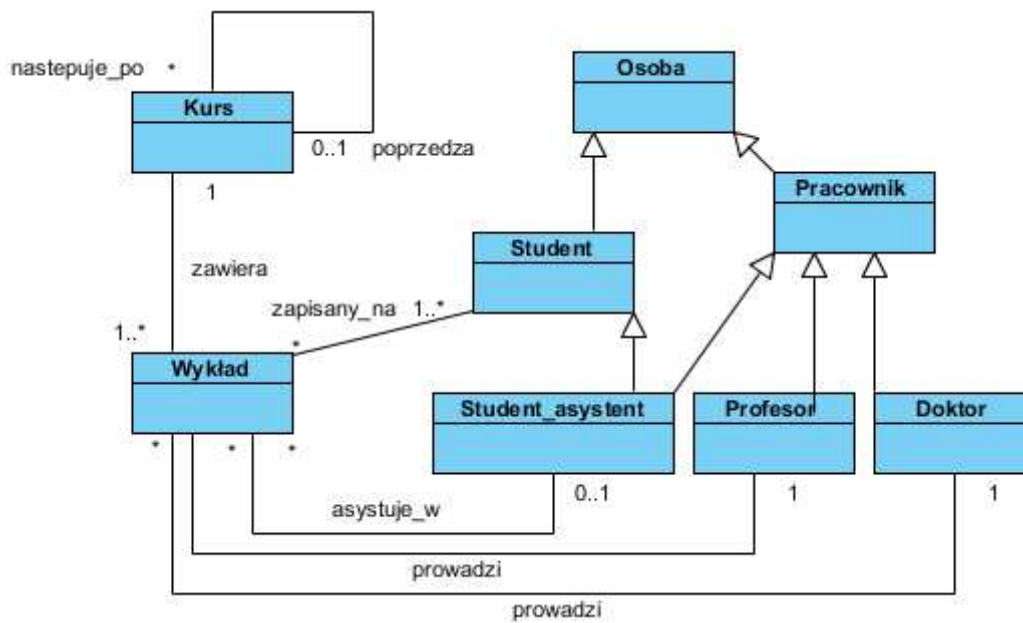 nastepuje_po *
Kurs
0..1 poprzedza
1
Osoba
Pracownik
Student
zawiera
zapisany_na 1..*
1..*
*
Wykład
Student_asystent
Profesor
Doktor
* * *
0..1
1
1
asystuje_w
prowadzi
prowadzi